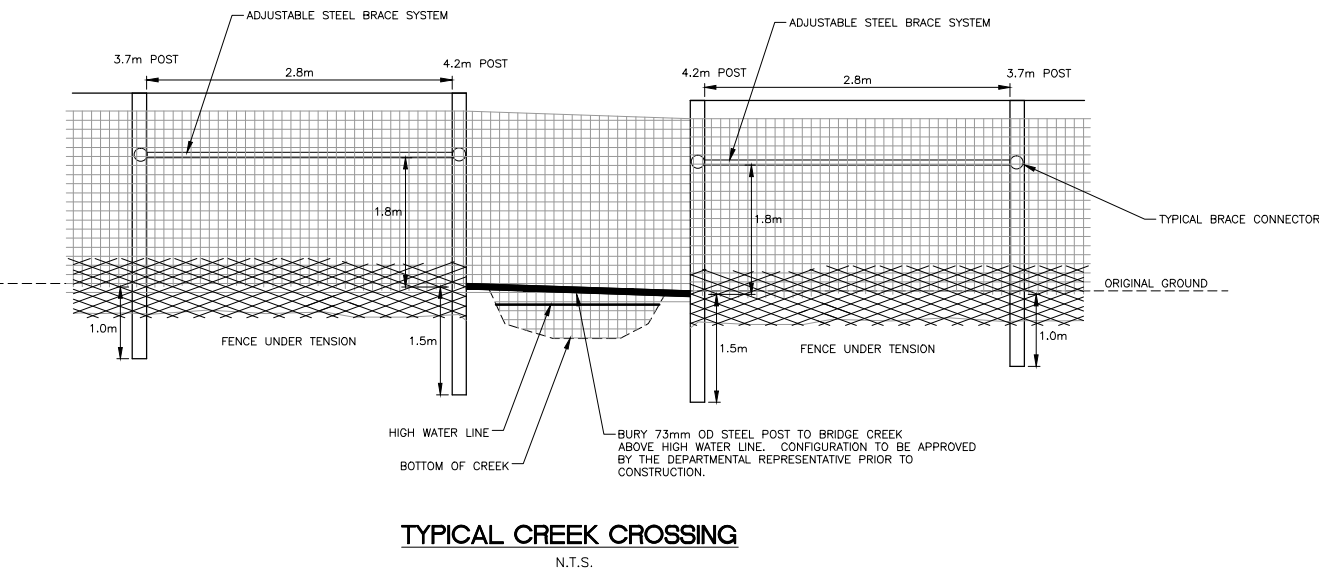 ADJUSTABLE STEEL BRACE SYSTEM
ADJUSTABLE STEEL BRACE SYSTEM
3.7m POST
2.8m
4.2m POST
4.2m POST
2.8m
3.7m POST
1.8m
1.8m
TYPICAL BRACE CONNECTOR
ORIGINAL GROUND
1.0m
FENCE UNDER TENSION
1.5m
1.5m
FENCE UNDER TENSION
1.0m
HIGH WATER LINE
BOTTOM OF CREEK
BURY 73mm OD STEEL POST TO BRIDGE CREEK
ABOVE HIGH WATER LINE. CONFIGURATION TO BE APPROVED
BY THE DEPARTMENTAL REPRESENTATIVE PRIOR TO
CONSTRUCTION.
TYPICAL CREEK CROSSING
N.T.S.